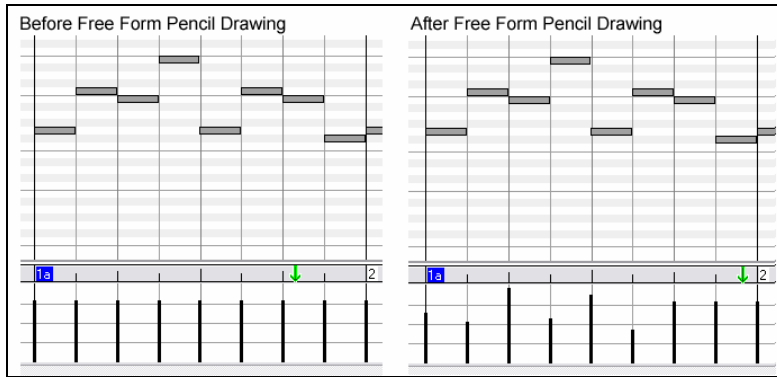 Before Free Form Pencil Drawing
After Free Form Pencil Drawing
1a
2
1a
2